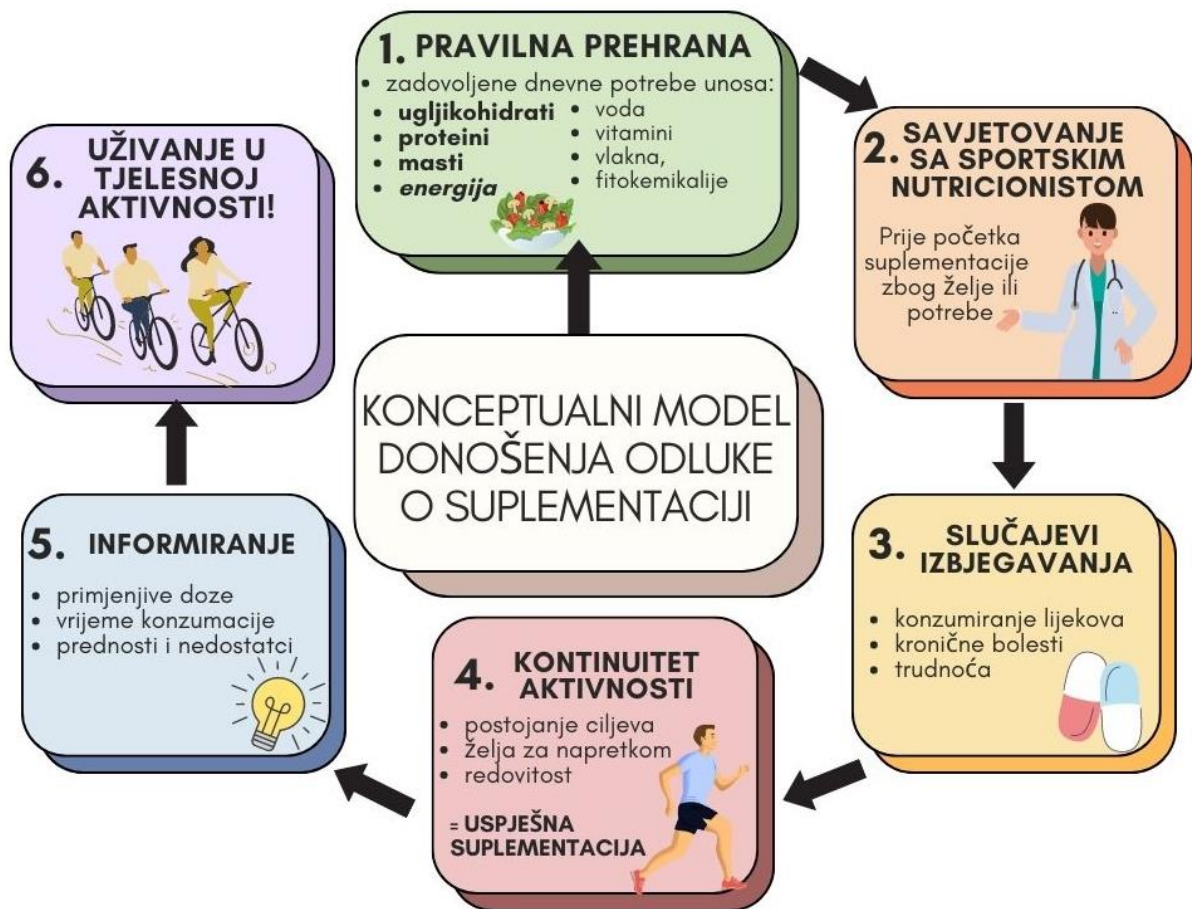 1. PRAVILNA PREHRANA
• zadovoljene dnevne potrebe unosa:
• ugljikohidrati
• proteini
• masti
• energija
• voda
• vitamini
• vlakna,
• fitokemikalije
2. SAVJETOVANJE
SA SPORTSKIM
NUTRICIONISTOM
Prije početka
suplementacije
zbog želje ili
potrebe
3. SLUČAJEVI
IZBJEGAVANJA
• konzumiranje lijekova
• kronične bolesti
• trudnoća
4. KONTINUITET
AKTIVNOSTI
• postojanje ciljeva
• želja za napretkom
• redovitost
= USPJEŠNA
SUPLEMENTACIJA
5. INFORMIRANJE
• primjenjive doze
• vrijeme konzumacije
• prednosti i nedostatci
6. UŽIVANJE U
TJELESNOJ
AKTIVNOSTI!
KONCEPTUALNI MODEL
DONOŠENJA ODLUKE
O SUPLEMENTACIJI